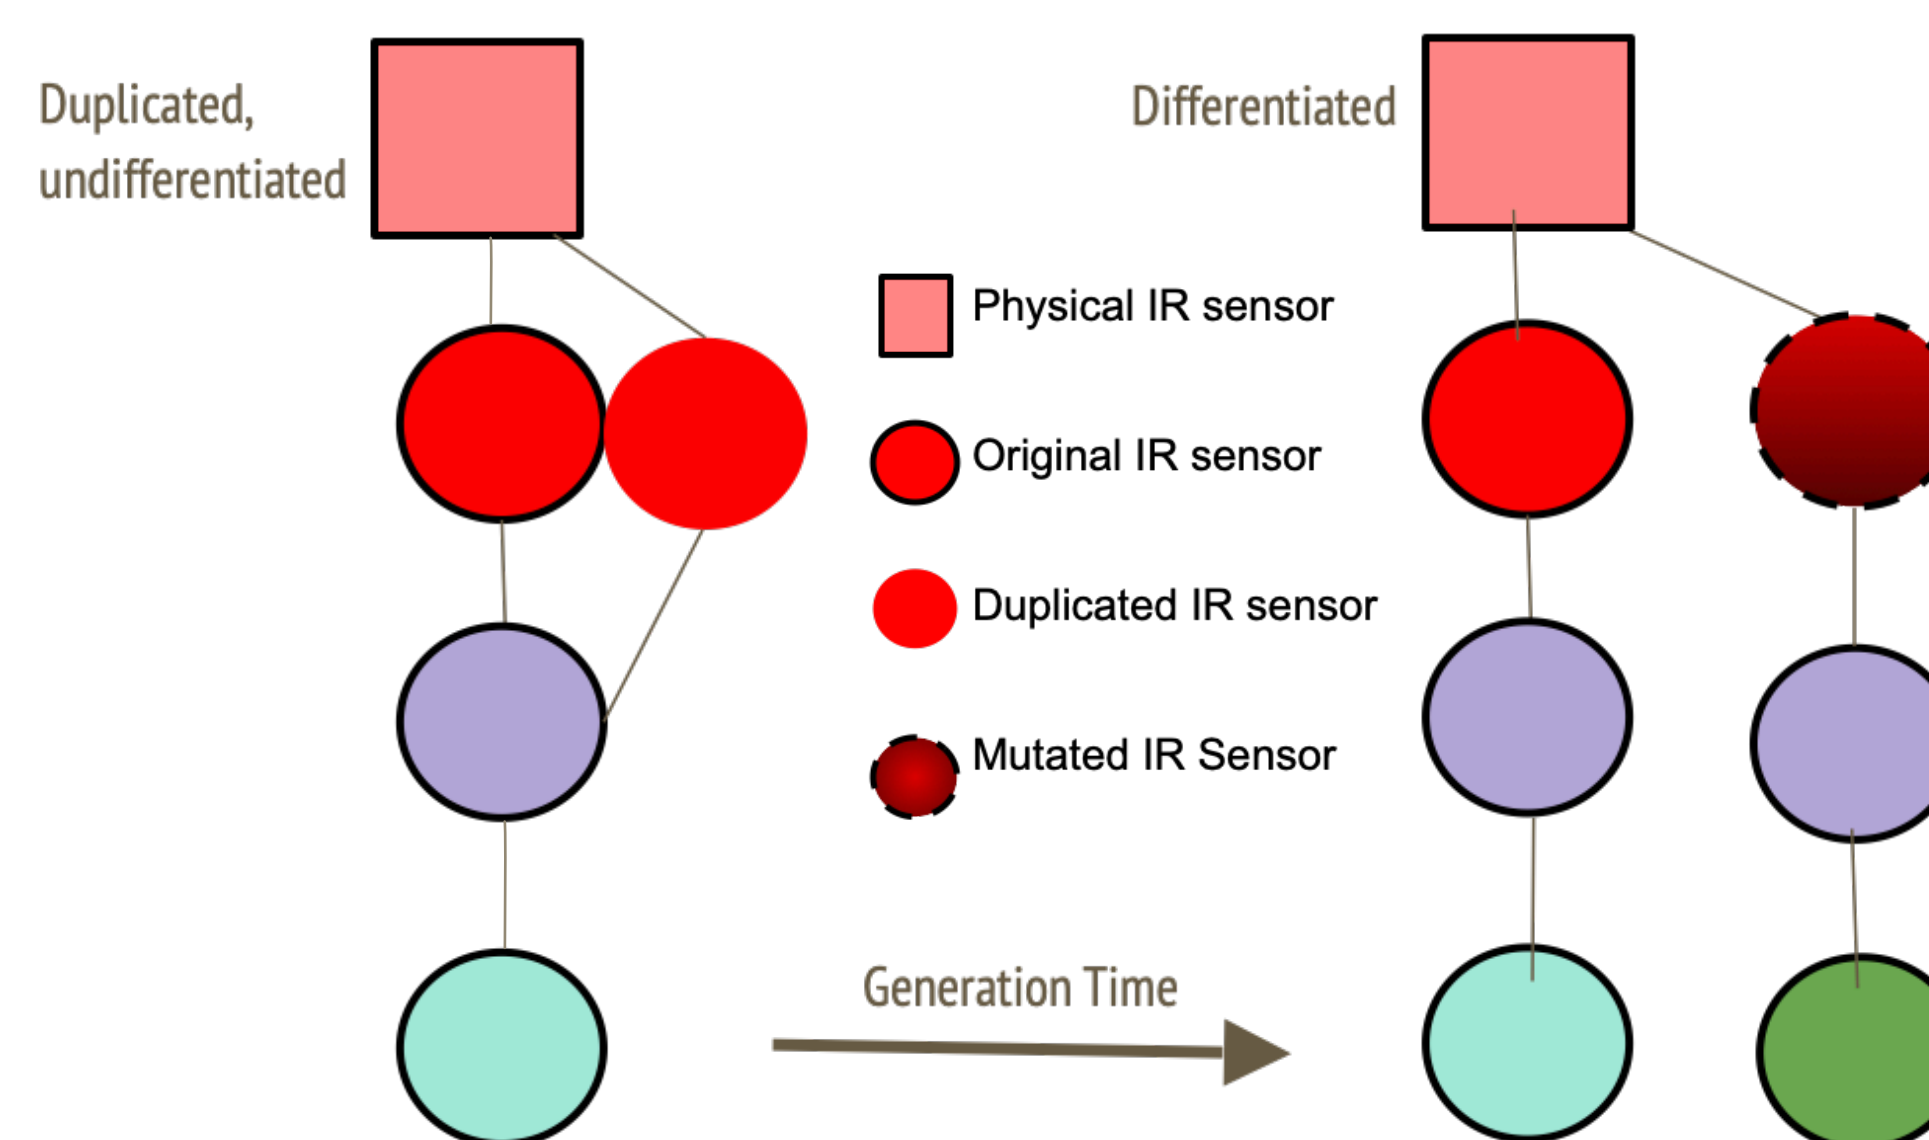 Duplicated,
undifferentiated
Differentiated
Physical IR sensor
Original IR sensor
Duplicated IR sensor
Mutated IR Sensor
Generation Time